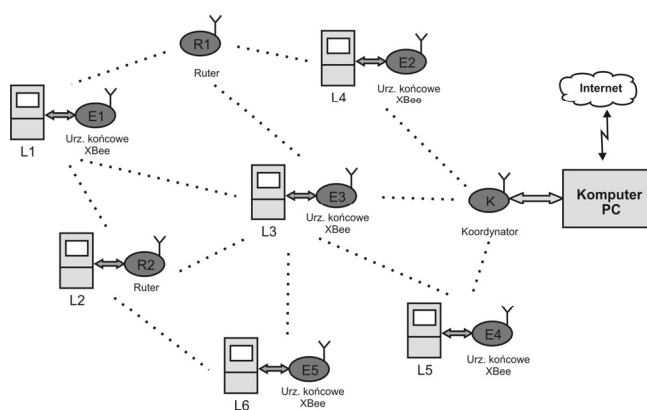 R1
Ruter
E2
L4
Urz. końcowe
XBee
Internet
E1
L1
Urz. końcowe
XBee
E3
L3
Urz. końcowe
XBee
K
Koordynator
Komputer
PC
R2
L2
Ruter
E4
L5
Urz. końcowe
XBee
E5
L6
Urz. końcowe
XBee